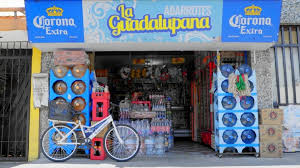 Corona
Extra
ABARROTES
La
Guadalupana
Corona
Extra